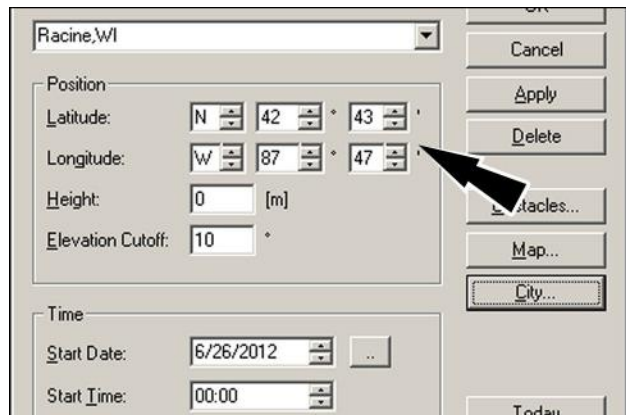 Racine,WI
Cancel
Position
Apply
Latitude: N 42 ° 43 '
Delete
Longitude: W 87 ° 47 '
Height: 0 [m]
Elevation Cutoff: 10 °
Map...
City...
Time
Start Date: 6/26/2012 ..
Start Time: 00:00
Today